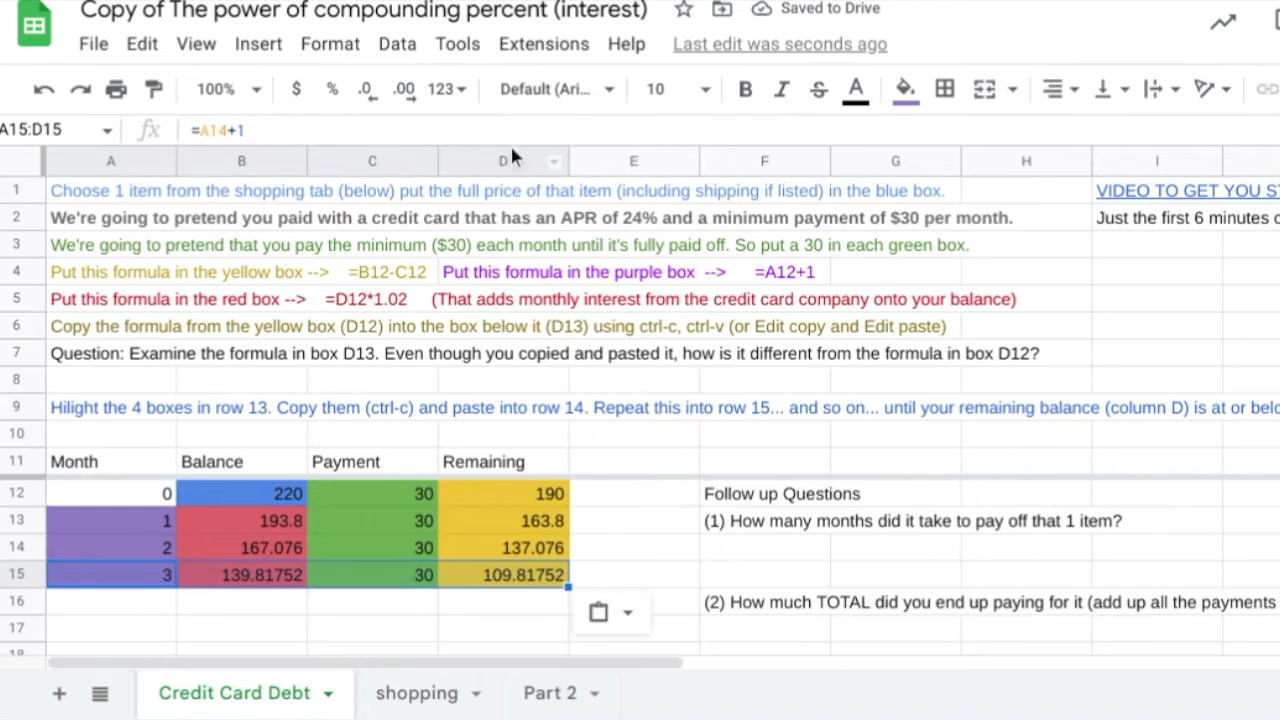 Copy of The power of compounding percent (interest) Saved to Drive
File Edit View Insert Format Data Tools Extensions Help Last edit was seconds ago
100% $ % .0 .00 123 Default (Ari... 10 B I S A
A15:D15 fx =A14+1
A B C D E F G H I
1 Choose 1 item from the shopping tab (below) put the full price of that item (including shipping if listed) in the blue box. VIDEO TO GET YOU
2 We're going to pretend you paid with a credit card that has an APR of 24% and a minimum payment of $30 per month. Just the first 6 minutes
3 We're going to pretend that you pay the minimum ($30) each month until it's fully paid off. So put a 30 in each green box.
4 Put this formula in the yellow box --> =B12-C12 Put this formula in the purple box --> =A12+1
5 Put this formula in the red box --> =D12*1.02 (That adds monthly interest from the credit card company onto your balance)
6 Copy the formula from the yellow box (D12) into the box below it (D13) using ctrl-c, ctrl-v (or Edit copy and Edit paste)
7 Question: Examine the formula in box D13. Even though you copied and pasted it, how is it different from the formula in box D12?
8
9 Hilight the 4 boxes in row 13. Copy them (ctrl-c) and paste into row 14. Repeat this into row 15... and so on... until your remaining balance (column D) is at or
10
11 Month Balance Payment Remaining
12 0 220 30 190 Follow up Questions
13 1 193.8 30 163.8 (1) How many months did it take to pay off that 1 item?
14 2 167.076 30 137.076
15 3 139.81752 30 109.81752
16 (2) How much TOTAL did you end up paying for it (add up all the payments
17
+ Credit Card Debt shopping Part 2